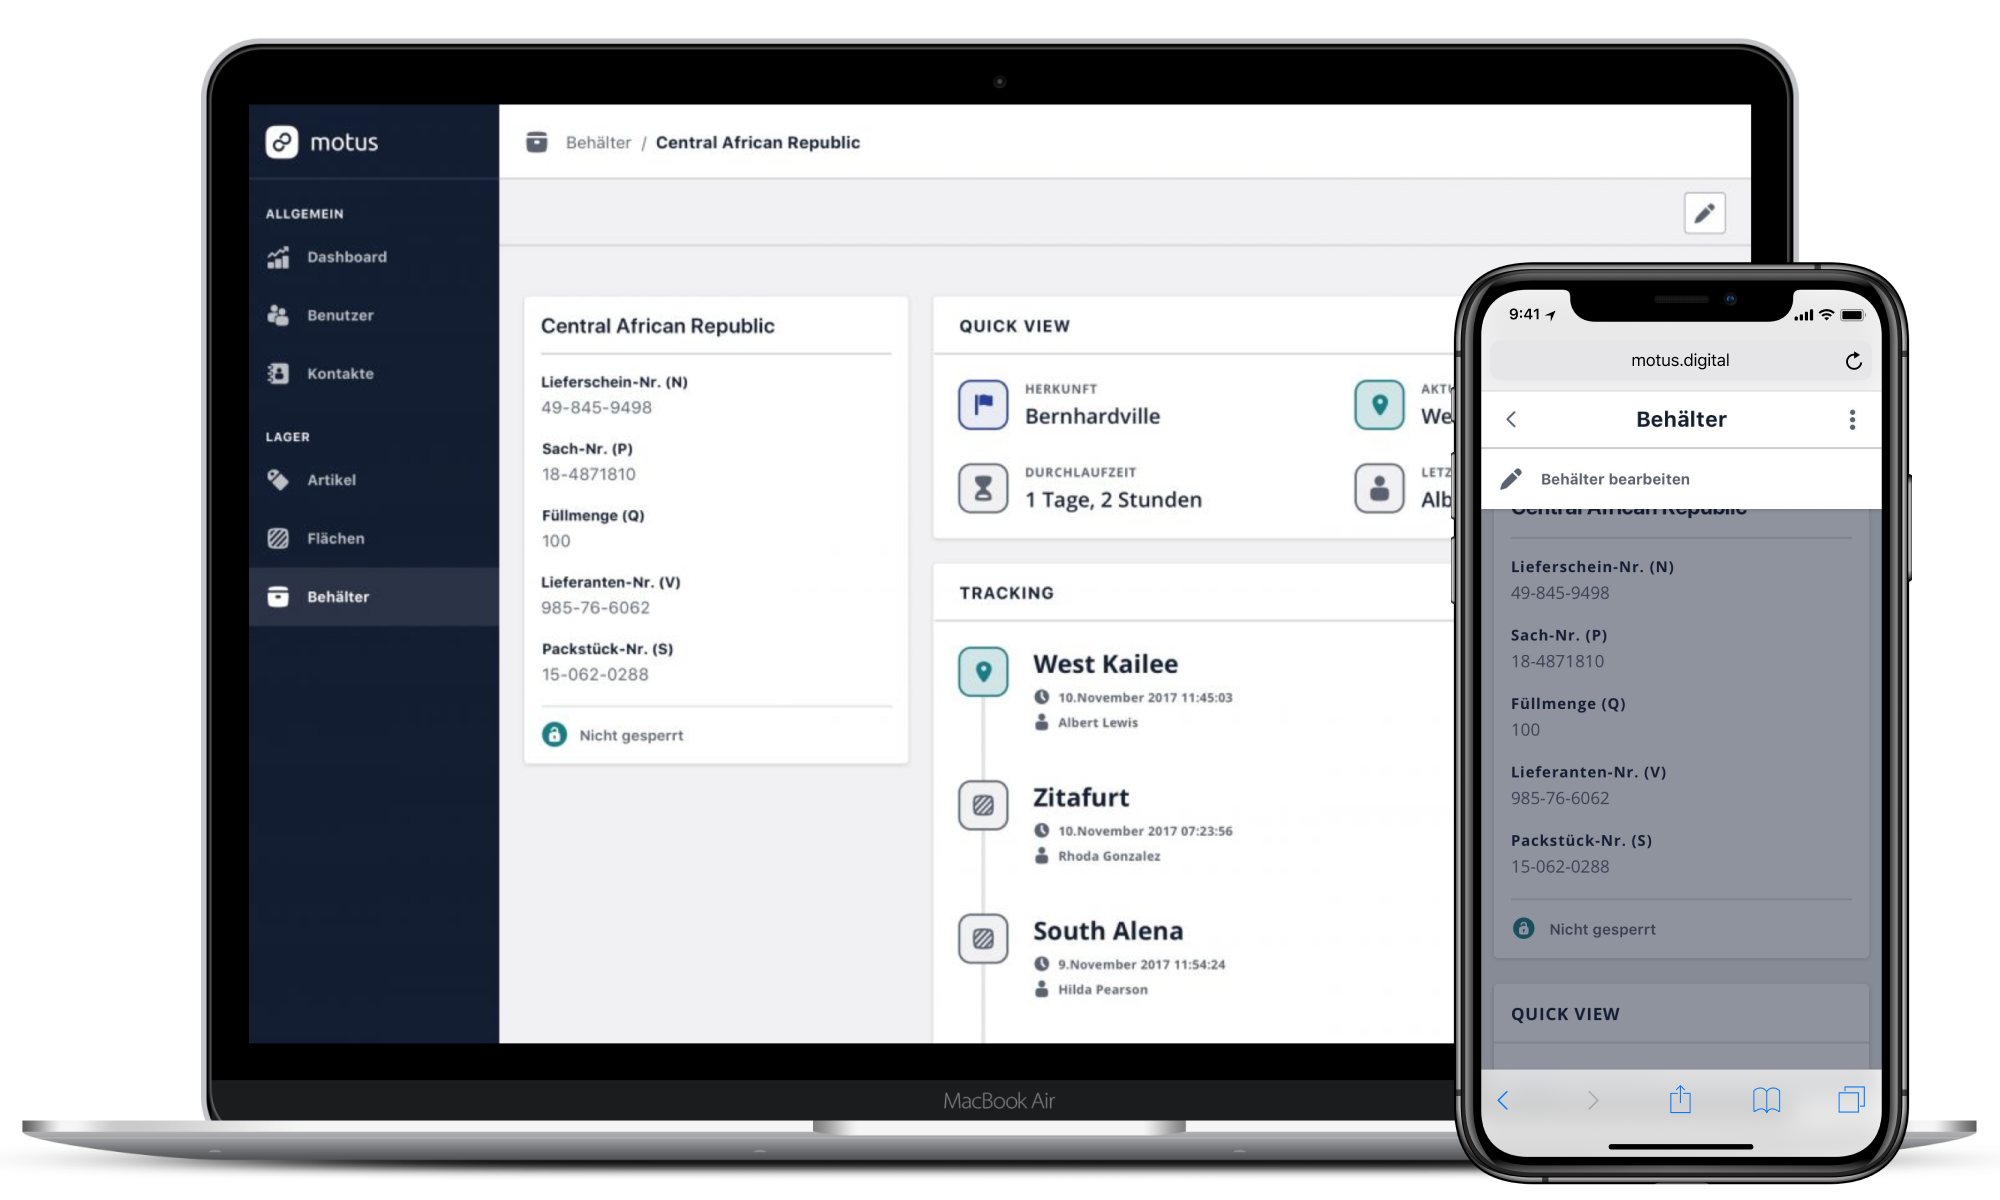 motus
ALLGEMEIN
Dashboard
Benutzer
Kontakte
LAGER
Artikel
Flächen
Behälter
Behälter / Central African Republic
Central African Republic
Lieferschein-Nr. (N)
49-845-9498
Sach-Nr. (P)
18-4871810
Füllmenge (Q)
100
Lieferanten-Nr. (V)
985-76-6062
Packstück-Nr. (S)
15-062-0288
Nicht gesperrt
QUICK VIEW
HERKUNFT
Bernhardville
DURCHLAUFZEIT
1 Tage, 2 Stunden
We
LETZ
Alb
TRACKING
West Kailee
10.November 2017 11:45:03
Albert Lewis
Zitafurt
10.November 2017 07:23:56
Rhoda Gonzalez
South Alena
9.November 2017 11:54:24
Hilda Pearson
MacBook Air
9:41
motus.digital
Behälter
Behälter bearbeiten
Central African Republic
Lieferschein-Nr. (N)
49-845-9498
Sach-Nr. (P)
18-4871810
Füllmenge (Q)
100
Lieferanten-Nr. (V)
985-76-6062
Packstück-Nr. (S)
15-062-0288
Nicht gesperrt
QUICK VIEW